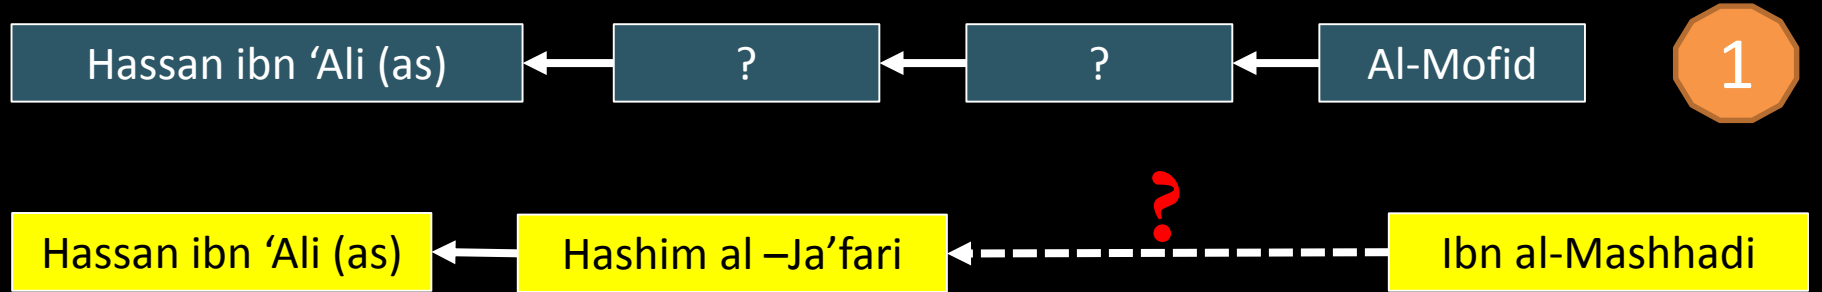 Hassan ibn ‘Ali (as) ? ? Al-Mofid 1
?
Hassan ibn ‘Ali (as) Hashim al –Ja’fari Ibn al-Mashhadi